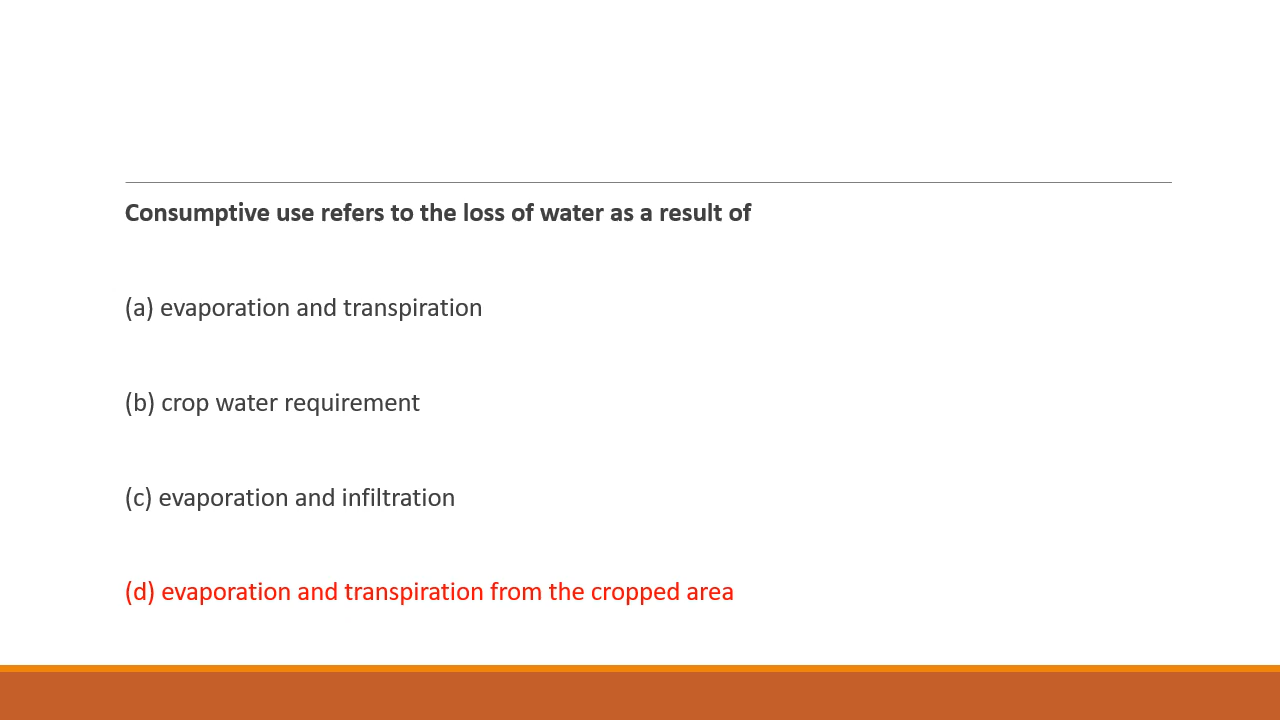 Consumptive use refers to the loss of water as a result of
(a) evaporation and transpiration
(b) crop water requirement
(c) evaporation and infiltration
(d) evaporation and transpiration from the cropped area